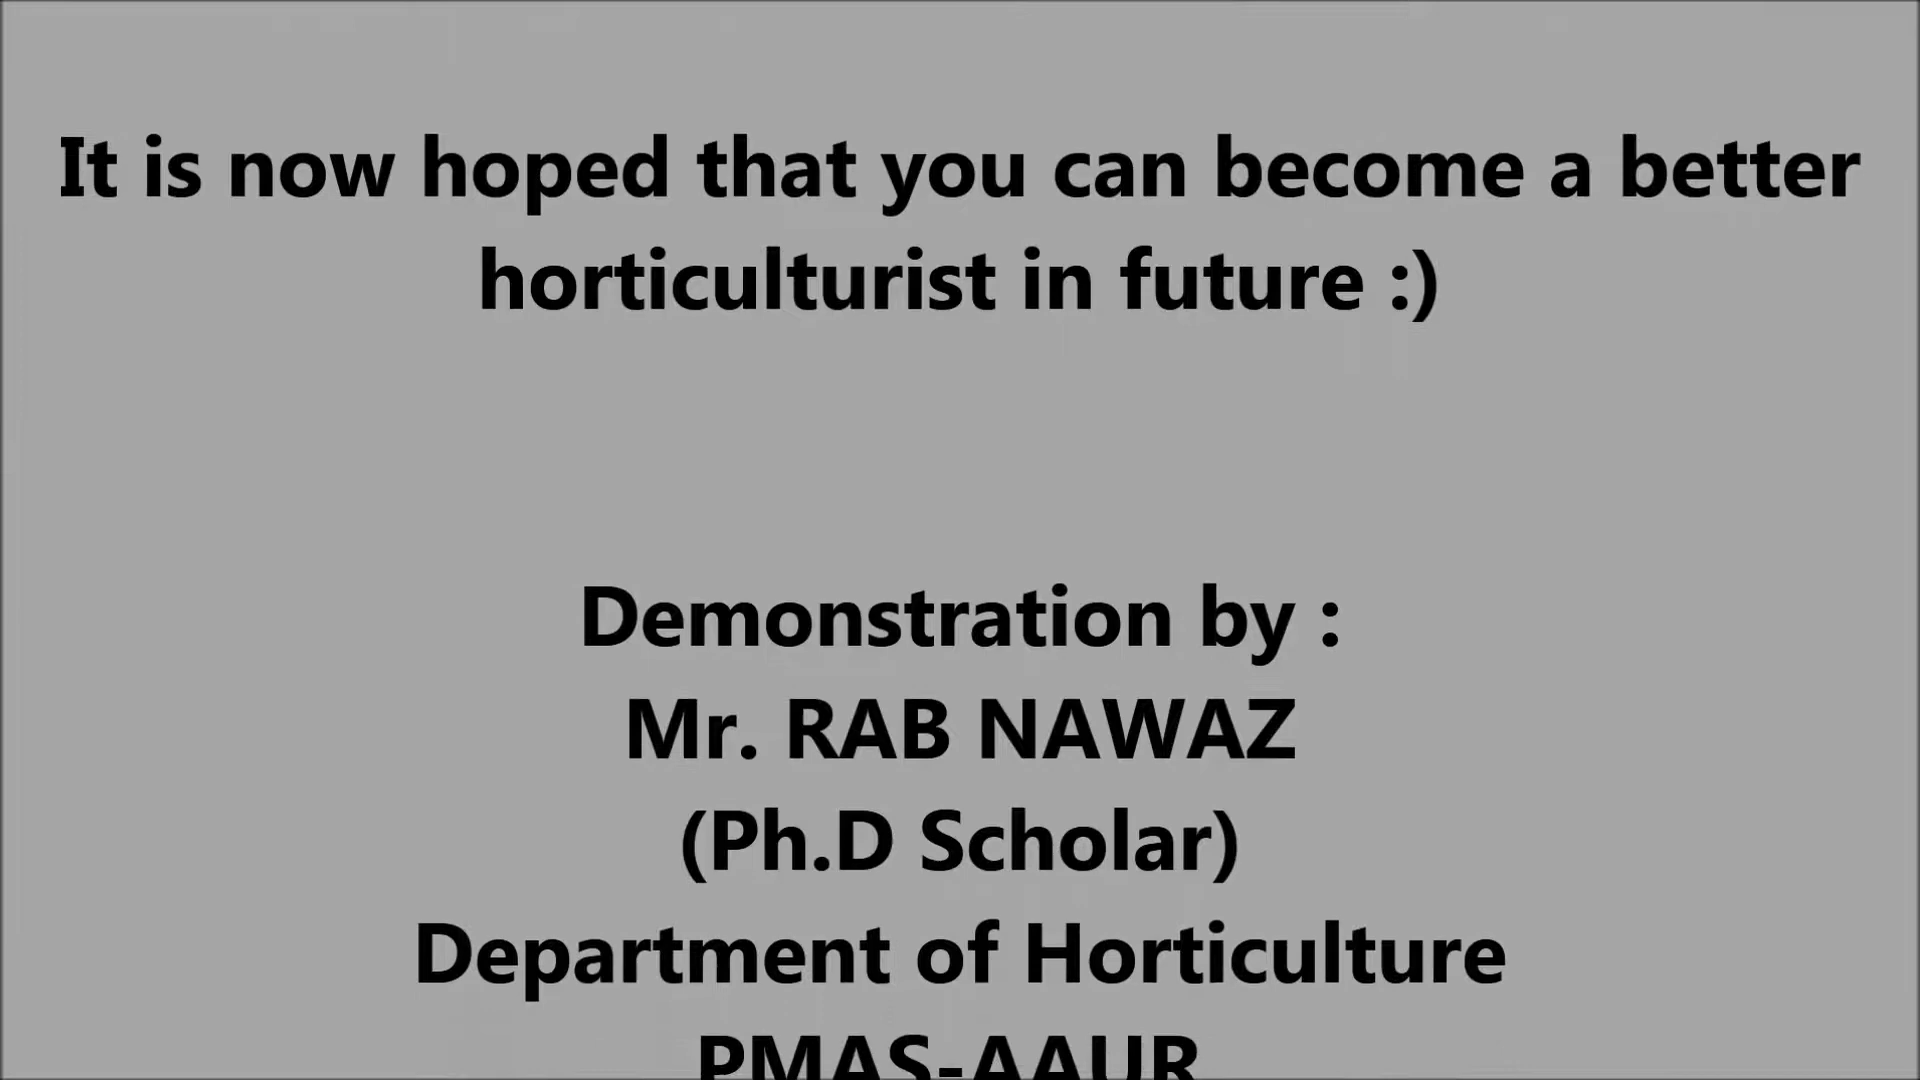 It is now hoped that you can become a better
horticulturist in future :)
Demonstration by :
Mr. RAB NAWAZ
(Ph.D Scholar)
Department of Horticulture
PMAS-AAUR